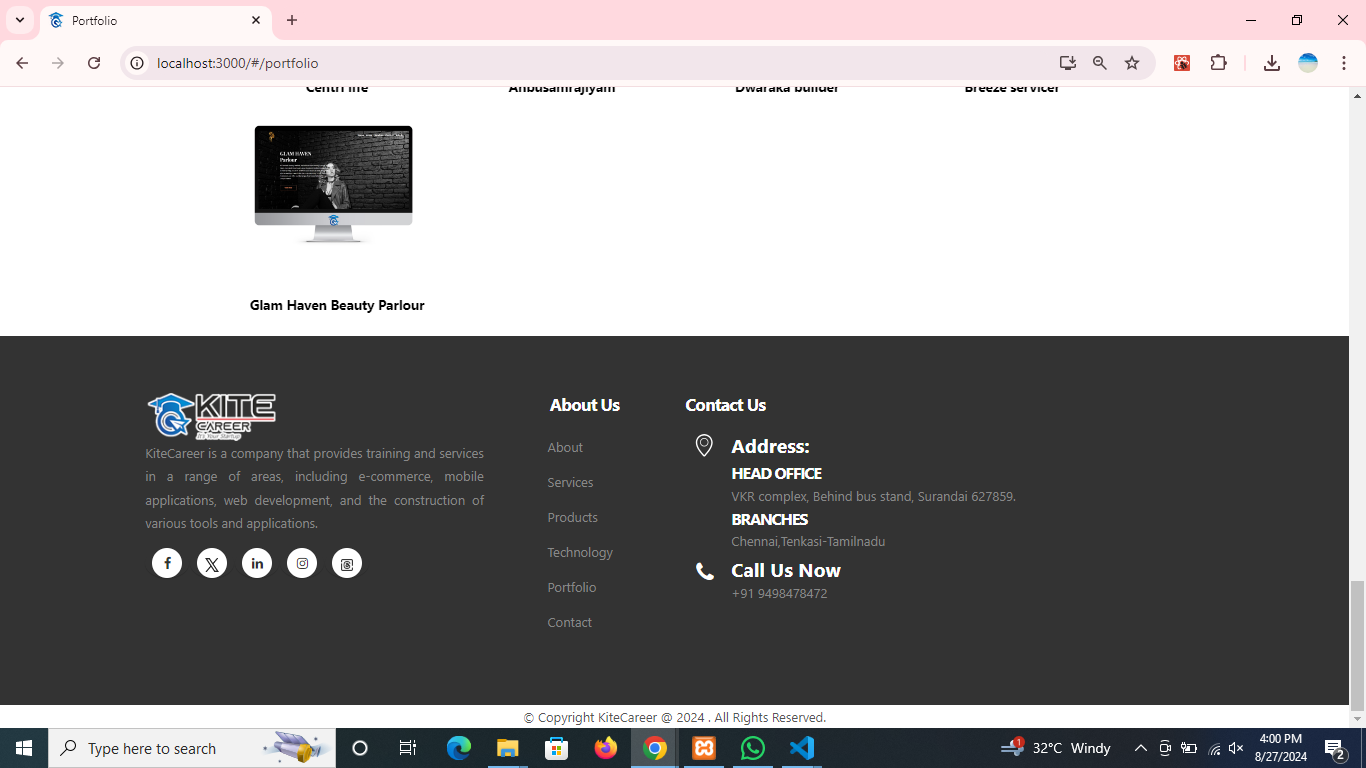 Portfolio
localhost:3000/#/portfolio
Centri life Anbusamrajiyam Dwaraka builder Breeze servicer
GLAM HAVEN
Parlour
Glam Haven Beauty Parlour
KITE
CAREER
It's Your Startup
KiteCareer is a company that provides training and services
in a range of areas, including e-commerce, mobile
applications, web development, and the construction of
various tools and applications.
About Us
About
Services
Products
Technology
Portfolio
Contact
Contact Us
Address:
HEAD OFFICE
VKR complex, Behind bus stand, Surandai 627859.
BRANCHES
Chennai,Tenkasi-Tamilnadu
Call Us Now
+91 9498478472
© Copyright KiteCareer @ 2024 . All Rights Reserved.
Type here to search
1
32°C Windy
4:00 PM
8/27/2024
2